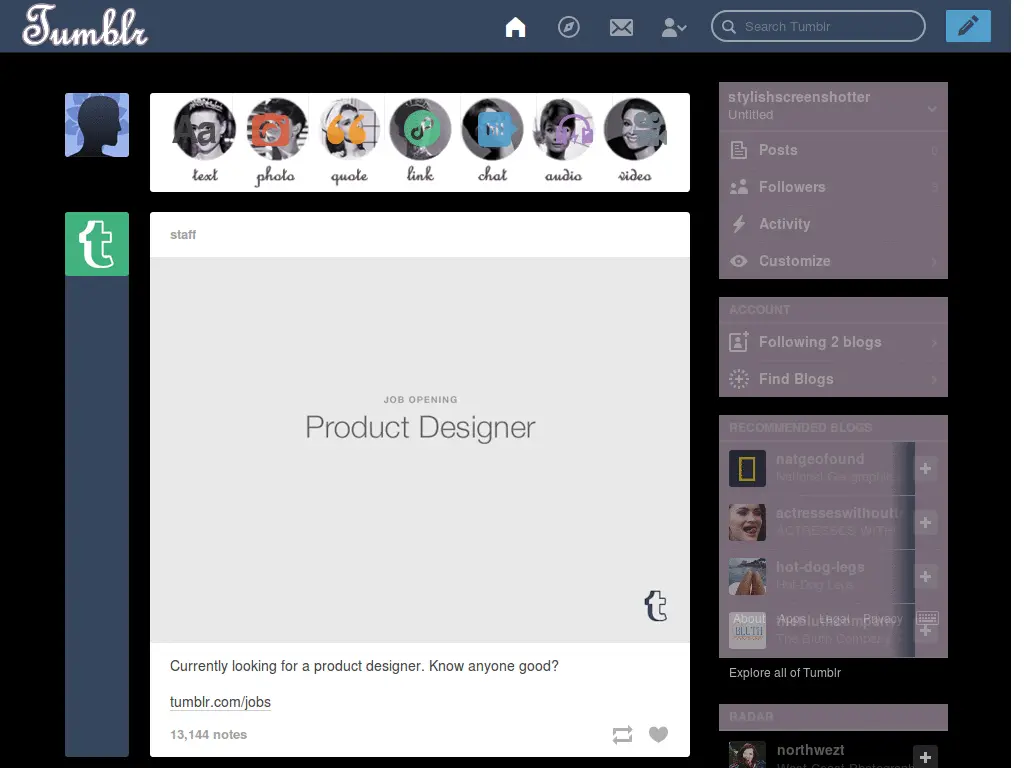 Tumblr
Search Tumblr
stylishscreenshotter
Untitled
Posts 0
Followers 3
Activity
Customize
Aa
text photo quote link chat audio video
staff
JOB OPENING
Product Designer
Currently looking for a product designer. Know anyone good?
tumblr.com/jobs
13,144 notes
ACCOUNT
Following 2 blogs
Find Blogs
RECOMMENDED BLOGS
natgeofound
National Geographic
actresseswithoutt
ACTRESSES WITH
hot-dog-legs
Hot-Dog Legs
About Apps Legal Privacy
The Bluth Company
Explore all of Tumblr
RADAR
northwezt
West Coast Photograph